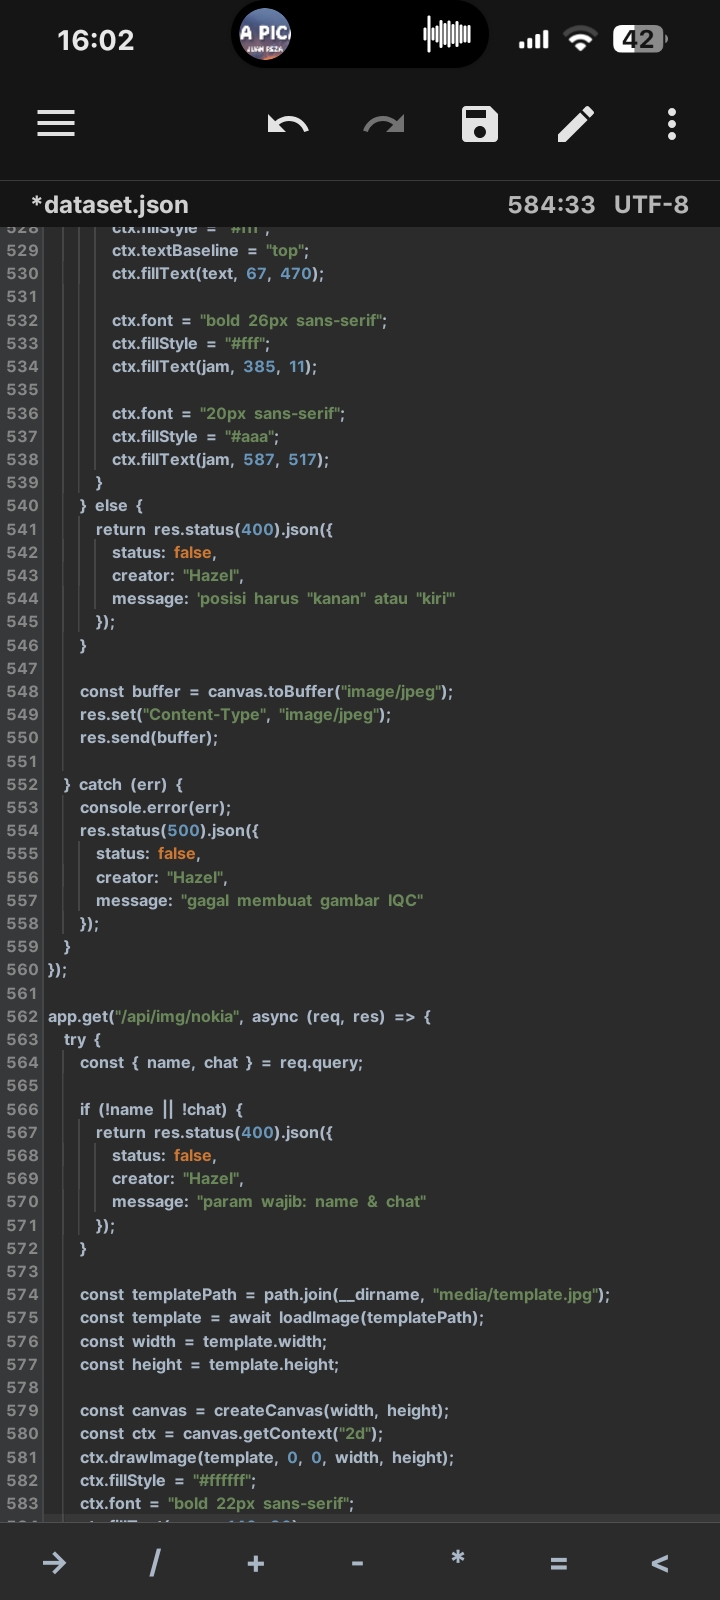 16:02
A PIC
42
*dataset.json 584:33 UTF-8
528 ctx.fillStyle = "#fff";
529 ctx.textBaseline = "top";
530 ctx.fillText(text, 67, 470);
531
532 ctx.font = "bold 26px sans-serif";
533 ctx.fillStyle = "#fff";
534 ctx.fillText(jam, 385, 11);
535
536 ctx.font = "20px sans-serif";
537 ctx.fillStyle = "#aaa";
538 ctx.fillText(jam, 587, 517);
539 }
540 } else {
541 return res.status(400).json({
542 status: false,
543 creator: "Hazel",
544 message: 'posisi harus "kanan" atau "kiri"'
545 });
546 }
547
548 const buffer = canvas.toBuffer("image/jpeg");
549 res.set("Content-Type", "image/jpeg");
550 res.send(buffer);
551
552 } catch (err) {
553 console.error(err);
554 res.status(500).json({
555 status: false,
556 creator: "Hazel",
557 message: "gagal membuat gambar IQC"
558 });
559 }
560 });
561
562 app.get("/api/img/nokia", async (req, res) => {
563 try {
564 const { name, chat } = req.query;
565
566 if (!name || !chat) {
567 return res.status(400).json({
568 status: false,
569 creator: "Hazel",
570 message: "param wajib: name & chat"
571 });
572 }
573
574 const templatePath = path.join(__dirname, "media/template.jpg");
575 const template = await loadImage(templatePath);
576 const width = template.width;
577 const height = template.height;
578
579 const canvas = createCanvas(width, height);
580 const ctx = canvas.getContext("2d");
581 ctx.drawImage(template, 0, 0, width, height);
582 ctx.fillStyle = "#ffffff";
583 ctx.font = "bold 22px sans-serif";
→ / + - * = <